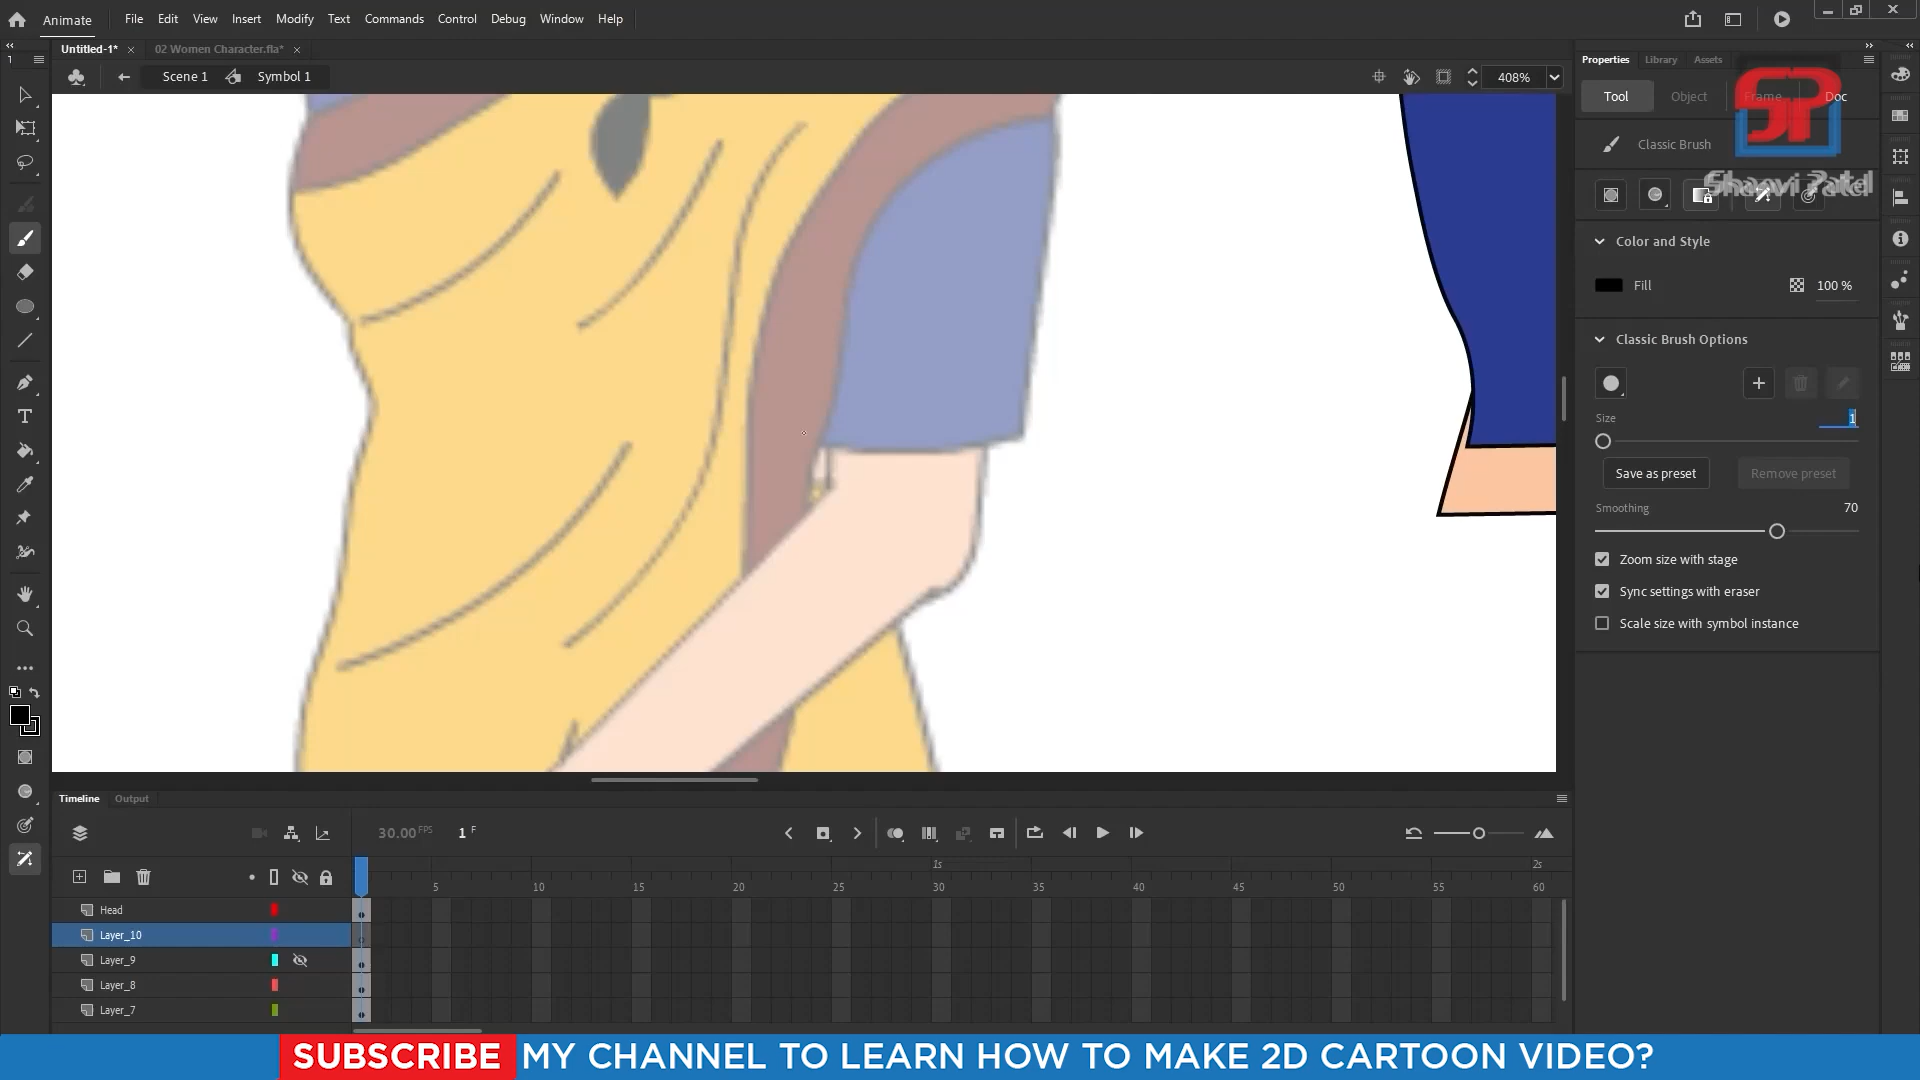 Animate File Edit View Insert Modify Text Commands Control Debug Window Help
Untitled-1* × 02 Women Character.fla* ×
Scene 1 Symbol 1 408%
1
Properties Library Assets
Tool Object Frame Doc
SP
Classic Brush
Shaavi Patel
Color and Style
Fill 100 %
Classic Brush Options
Size 1
Save as preset Remove preset
Smoothing 70
Zoom size with stage
Sync settings with eraser
Scale size with symbol instance
Timeline Output
30.00 FPS 1 F
1s 2s
5 10 15 20 25 30 35 40 45 50 55 60
Head
Layer_10
Layer_9
Layer_8
Layer_7
SUBSCRIBE MY CHANNEL TO LEARN HOW TO MAKE 2D CARTOON VIDEO?